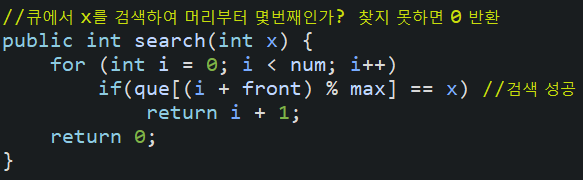 //큐에서 x를 검색하여 머리부터 몇번째인가? 찾지 못하면 0 반환
public int search(int x) {
    for (int i = 0; i < num; i++)
        if(que[(i + front) % max] == x) //검색 성공
            return i + 1;
    return 0;
}